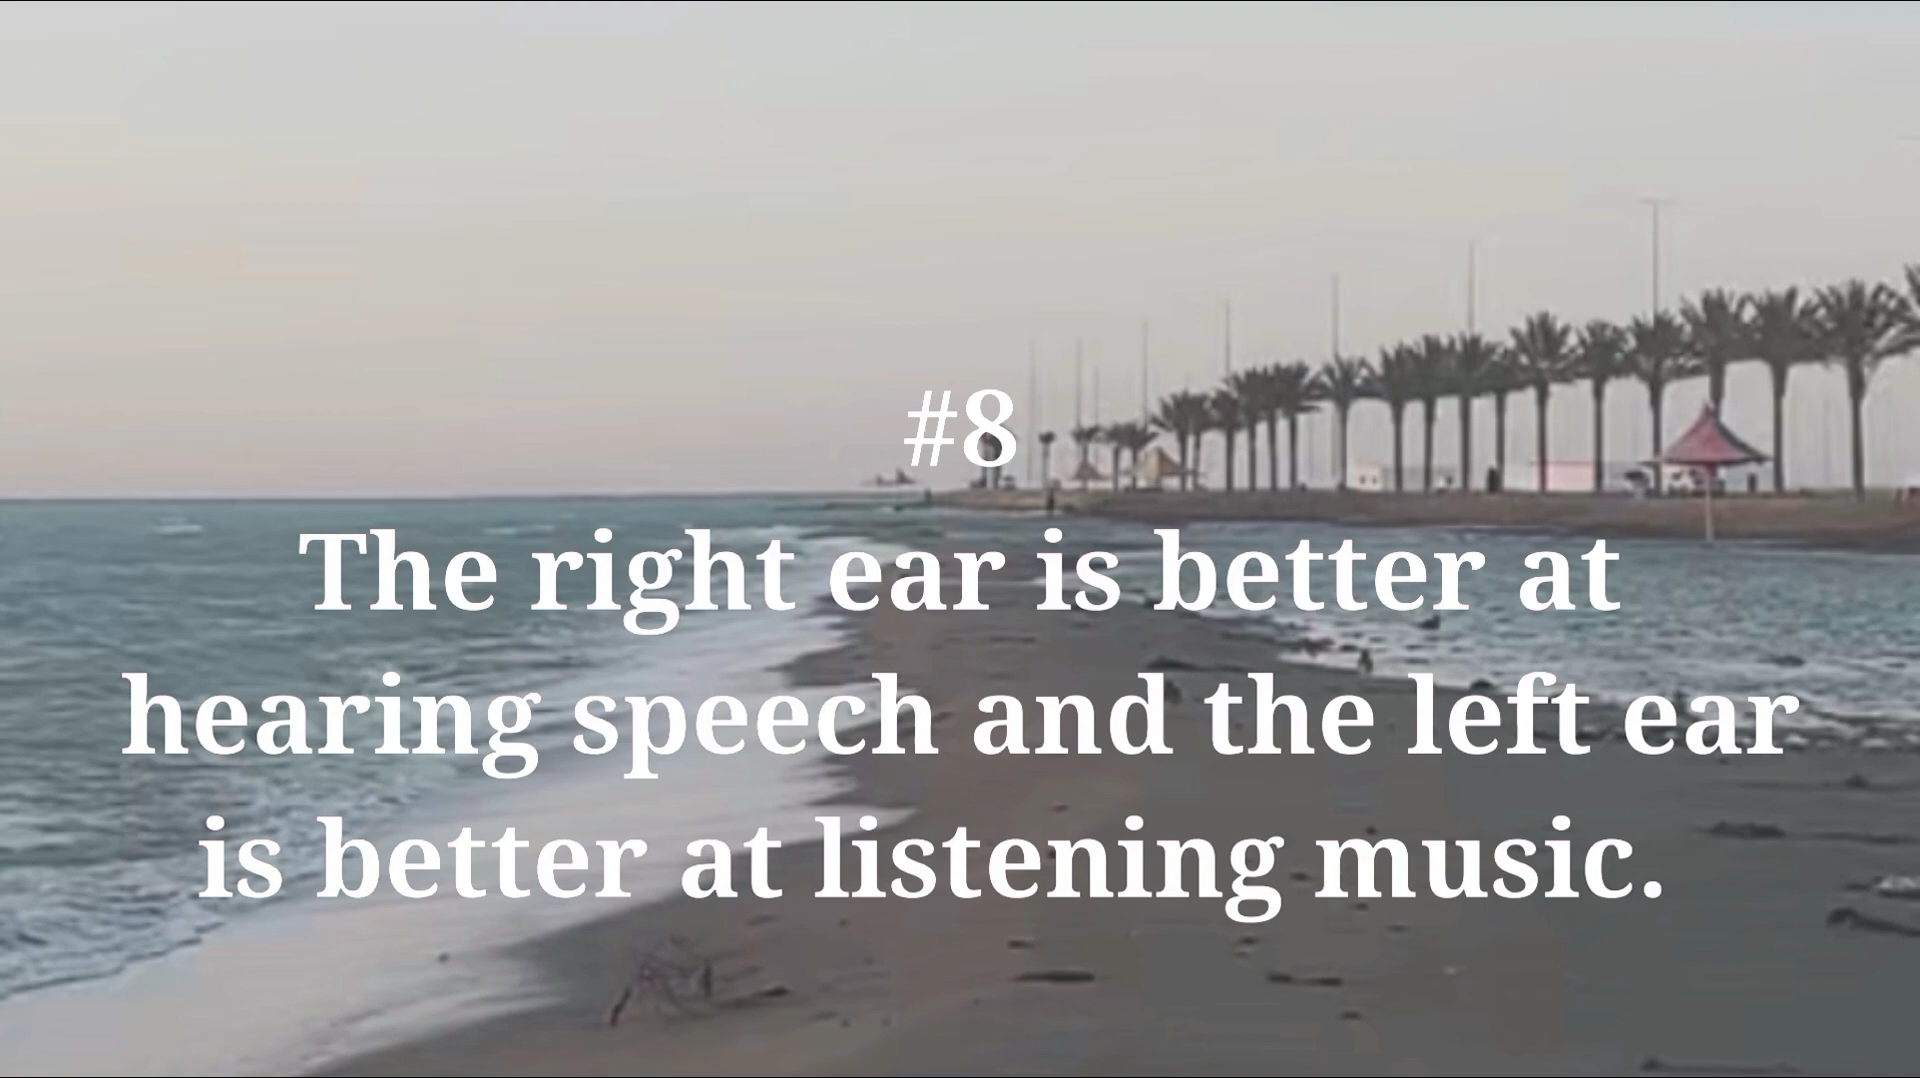 #8
The right ear is better at
hearing speech and the left ear
is better at listening music.